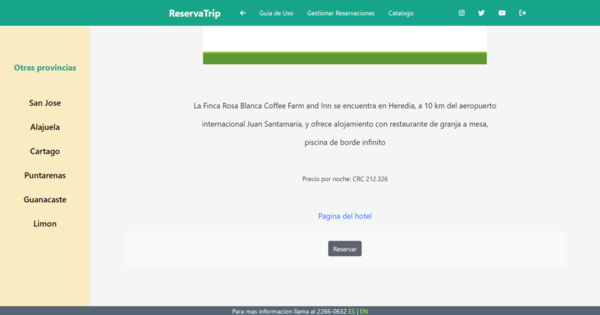 ReservaTrip
Guia de Uso
Gestionar Reservaciones
Catalogo
Otras provincias
San Jose
Alajuela
Cartago
Puntarenas
Guanacaste
Limon
La Finca Rosa Blanca Coffee Farm and Inn se encuentra en Heredia, a 10 km del aeropuerto
internacional Juan Santamaría, y ofrece alojamiento con restaurante de granja a mesa,
piscina de borde infinito
Precio por noche: CRC 212.326
Pagina del hotel
Reservar
Para mas informacion llama al 2266-0632 ES | EN